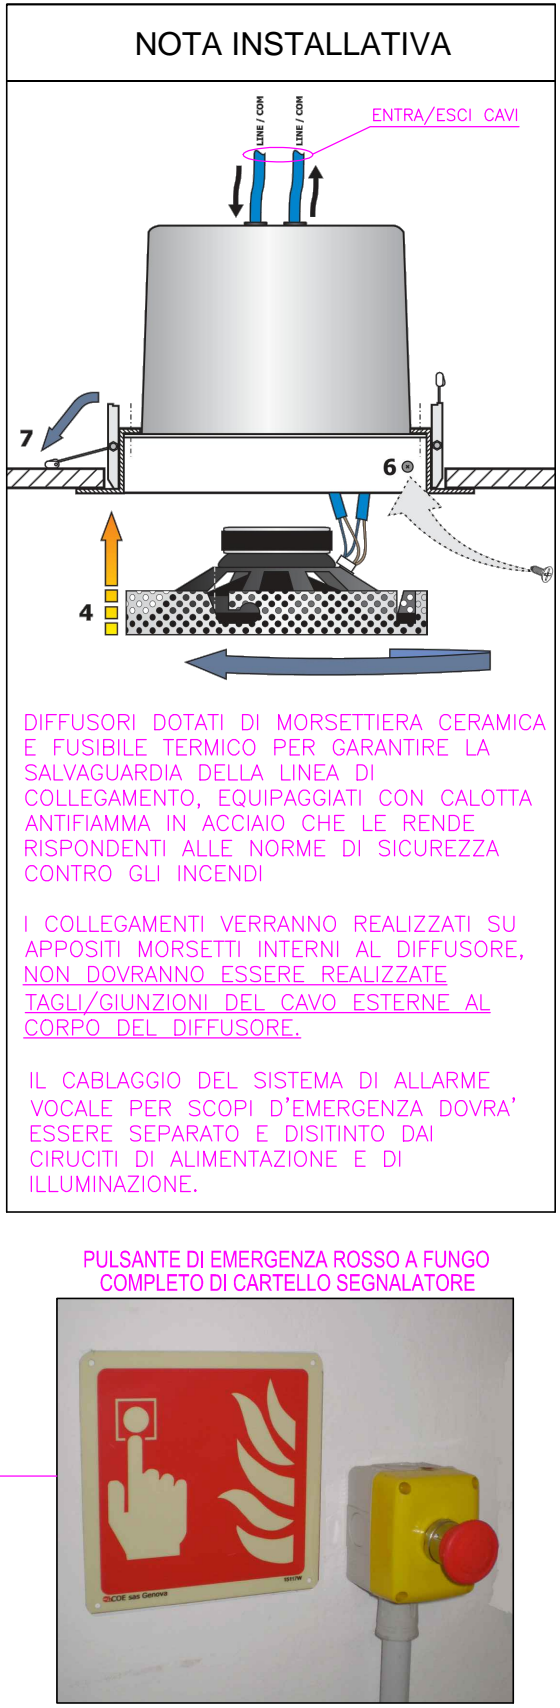 NOTA INSTALLATIVA
LINE / COM
LINE / COM
ENTRA/ESCI CAVI
7
6
4
DIFFUSORI DOTATI DI MORSETTIERA CERAMICA
E FUSIBILE TERMICO PER GARANTIRE LA
SALVAGUARDIA DELLA LINEA DI
COLLEGAMENTO, EQUIPAGGIATI CON CALOTTA
ANTIFIAMMA IN ACCIAIO CHE LE RENDE
RISPONDENTI ALLE NORME DI SICUREZZA
CONTRO GLI INCENDI
I COLLEGAMENTI VERRANNO REALIZZATI SU
APPOSITI MORSETTI INTERNI AL DIFFUSORE,
NON DOVRANNO ESSERE REALIZZATE
TAGLI/GIUNZIONI DEL CAVO ESTERNE AL
CORPO DEL DIFFUSORE.
IL CABLAGGIO DEL SISTEMA DI ALLARME
VOCALE PER SCOPI D'EMERGENZA DOVRA'
ESSERE SEPARATO E DISITINTO DAI
CIRUCITI DI ALIMENTAZIONE E DI
ILLUMINAZIONE.
PULSANTE DI EMERGENZA ROSSO A FUNGO
COMPLETO DI CARTELLO SEGNALATORE
COE sas Genova
15117W